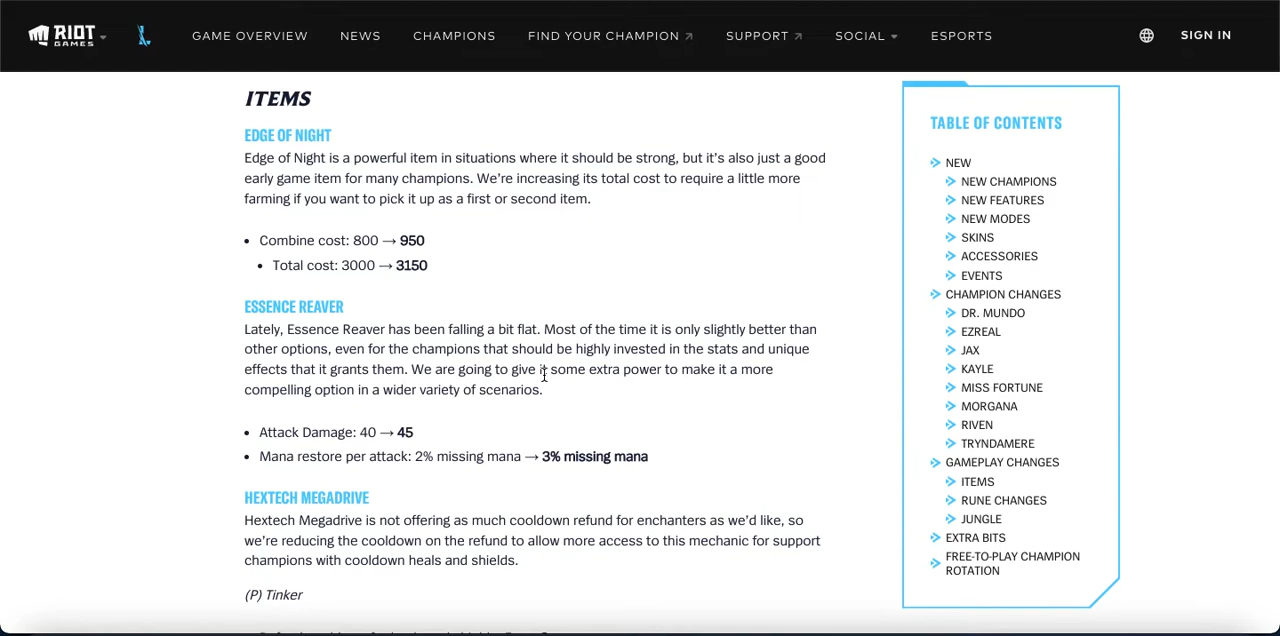 RIOT GAMES
GAME OVERVIEW
NEWS
CHAMPIONS
FIND YOUR CHAMPION
SUPPORT
SOCIAL
ESPORTS
SIGN IN
ITEMS
EDGE OF NIGHT
Edge of Night is a powerful item in situations where it should be strong, but it's also just a good
early game item for many champions. We're increasing its total cost to require a little more
farming if you want to pick it up as a first or second item.
• Combine cost: 800 → 950
• Total cost: 3000 → 3150
ESSENCE REAVER
Lately, Essence Reaver has been falling a bit flat. Most of the time it is only slightly better than
other options, even for the champions that should be highly invested in the stats and unique
effects that it grants them. We are going to give it some extra power to make it a more
compelling option in a wider variety of scenarios.
• Attack Damage: 40 → 45
• Mana restore per attack: 2% missing mana → 3% missing mana
HEXTECH MEGADRIVE
Hextech Megadrive is not offering as much cooldown refund for enchanters as we'd like, so
we're reducing the cooldown on the refund to allow more access to this mechanic for support
champions with cooldown heals and shields.
(P) Tinker
TABLE OF CONTENTS
NEW
NEW CHAMPIONS
NEW FEATURES
NEW MODES
SKINS
ACCESSORIES
EVENTS
CHAMPION CHANGES
DR. MUNDO
EZREAL
JAX
KAYLE
MISS FORTUNE
MORGANA
RIVEN
TRYNDAMERE
GAMEPLAY CHANGES
ITEMS
RUNE CHANGES
JUNGLE
EXTRA BITS
FREE-TO-PLAY CHAMPION
ROTATION